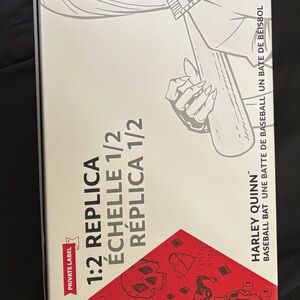 PRIVATE LABEL
1:2 REPLICA
ÉCHELLE 1/2
RÉPLICA 1/2
HARLEY QUINN™
BASEBALL BAT UNE BATTE DE BASEBALL UN BATE DE BÉISBOL